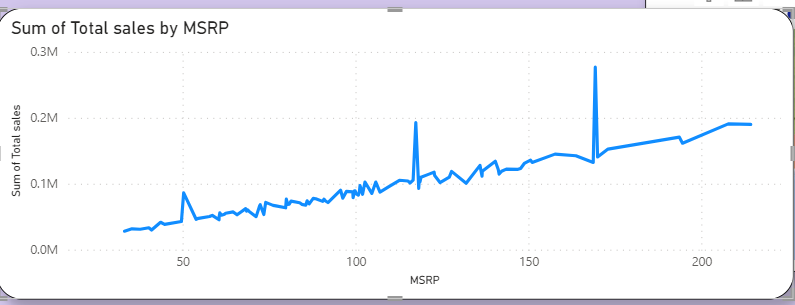 Sum of Total sales by MSRP
0.3M
0.2M
0.1M
0.0M
Sum of Total sales
50 100 150 200
MSRP